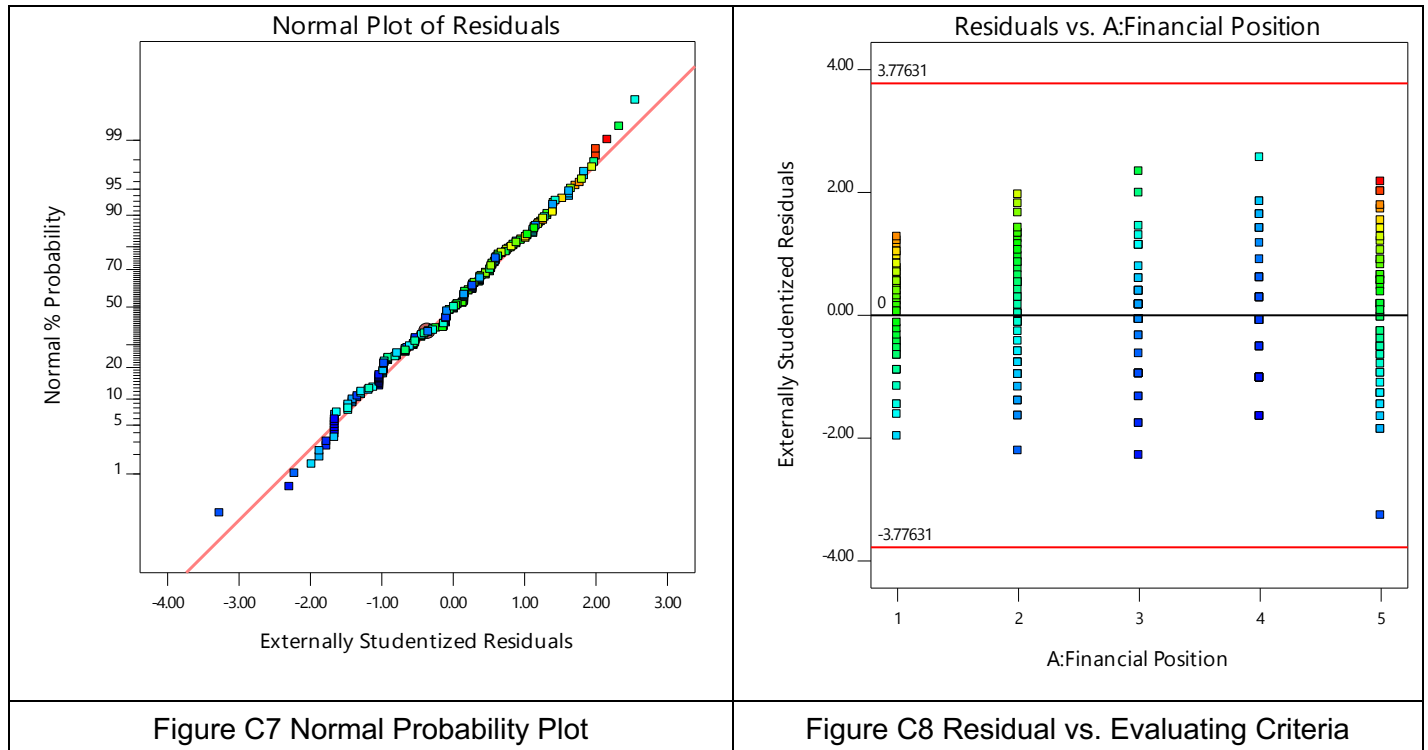 Normal Plot of Residuals
Normal % Probability
99
95
90
70
50
20
10
5
1
-4.00 -3.00 -2.00 -1.00 0.00 1.00 2.00 3.00
Externally Studentized Residuals
Figure C7 Normal Probability Plot
Residuals vs. A:Financial Position
Externally Studentized Residuals
4.00
3.77631
2.00
0.00
0
-2.00
-3.77631
-4.00
1 2 3 4 5
A:Financial Position
Figure C8 Residual vs. Evaluating Criteria